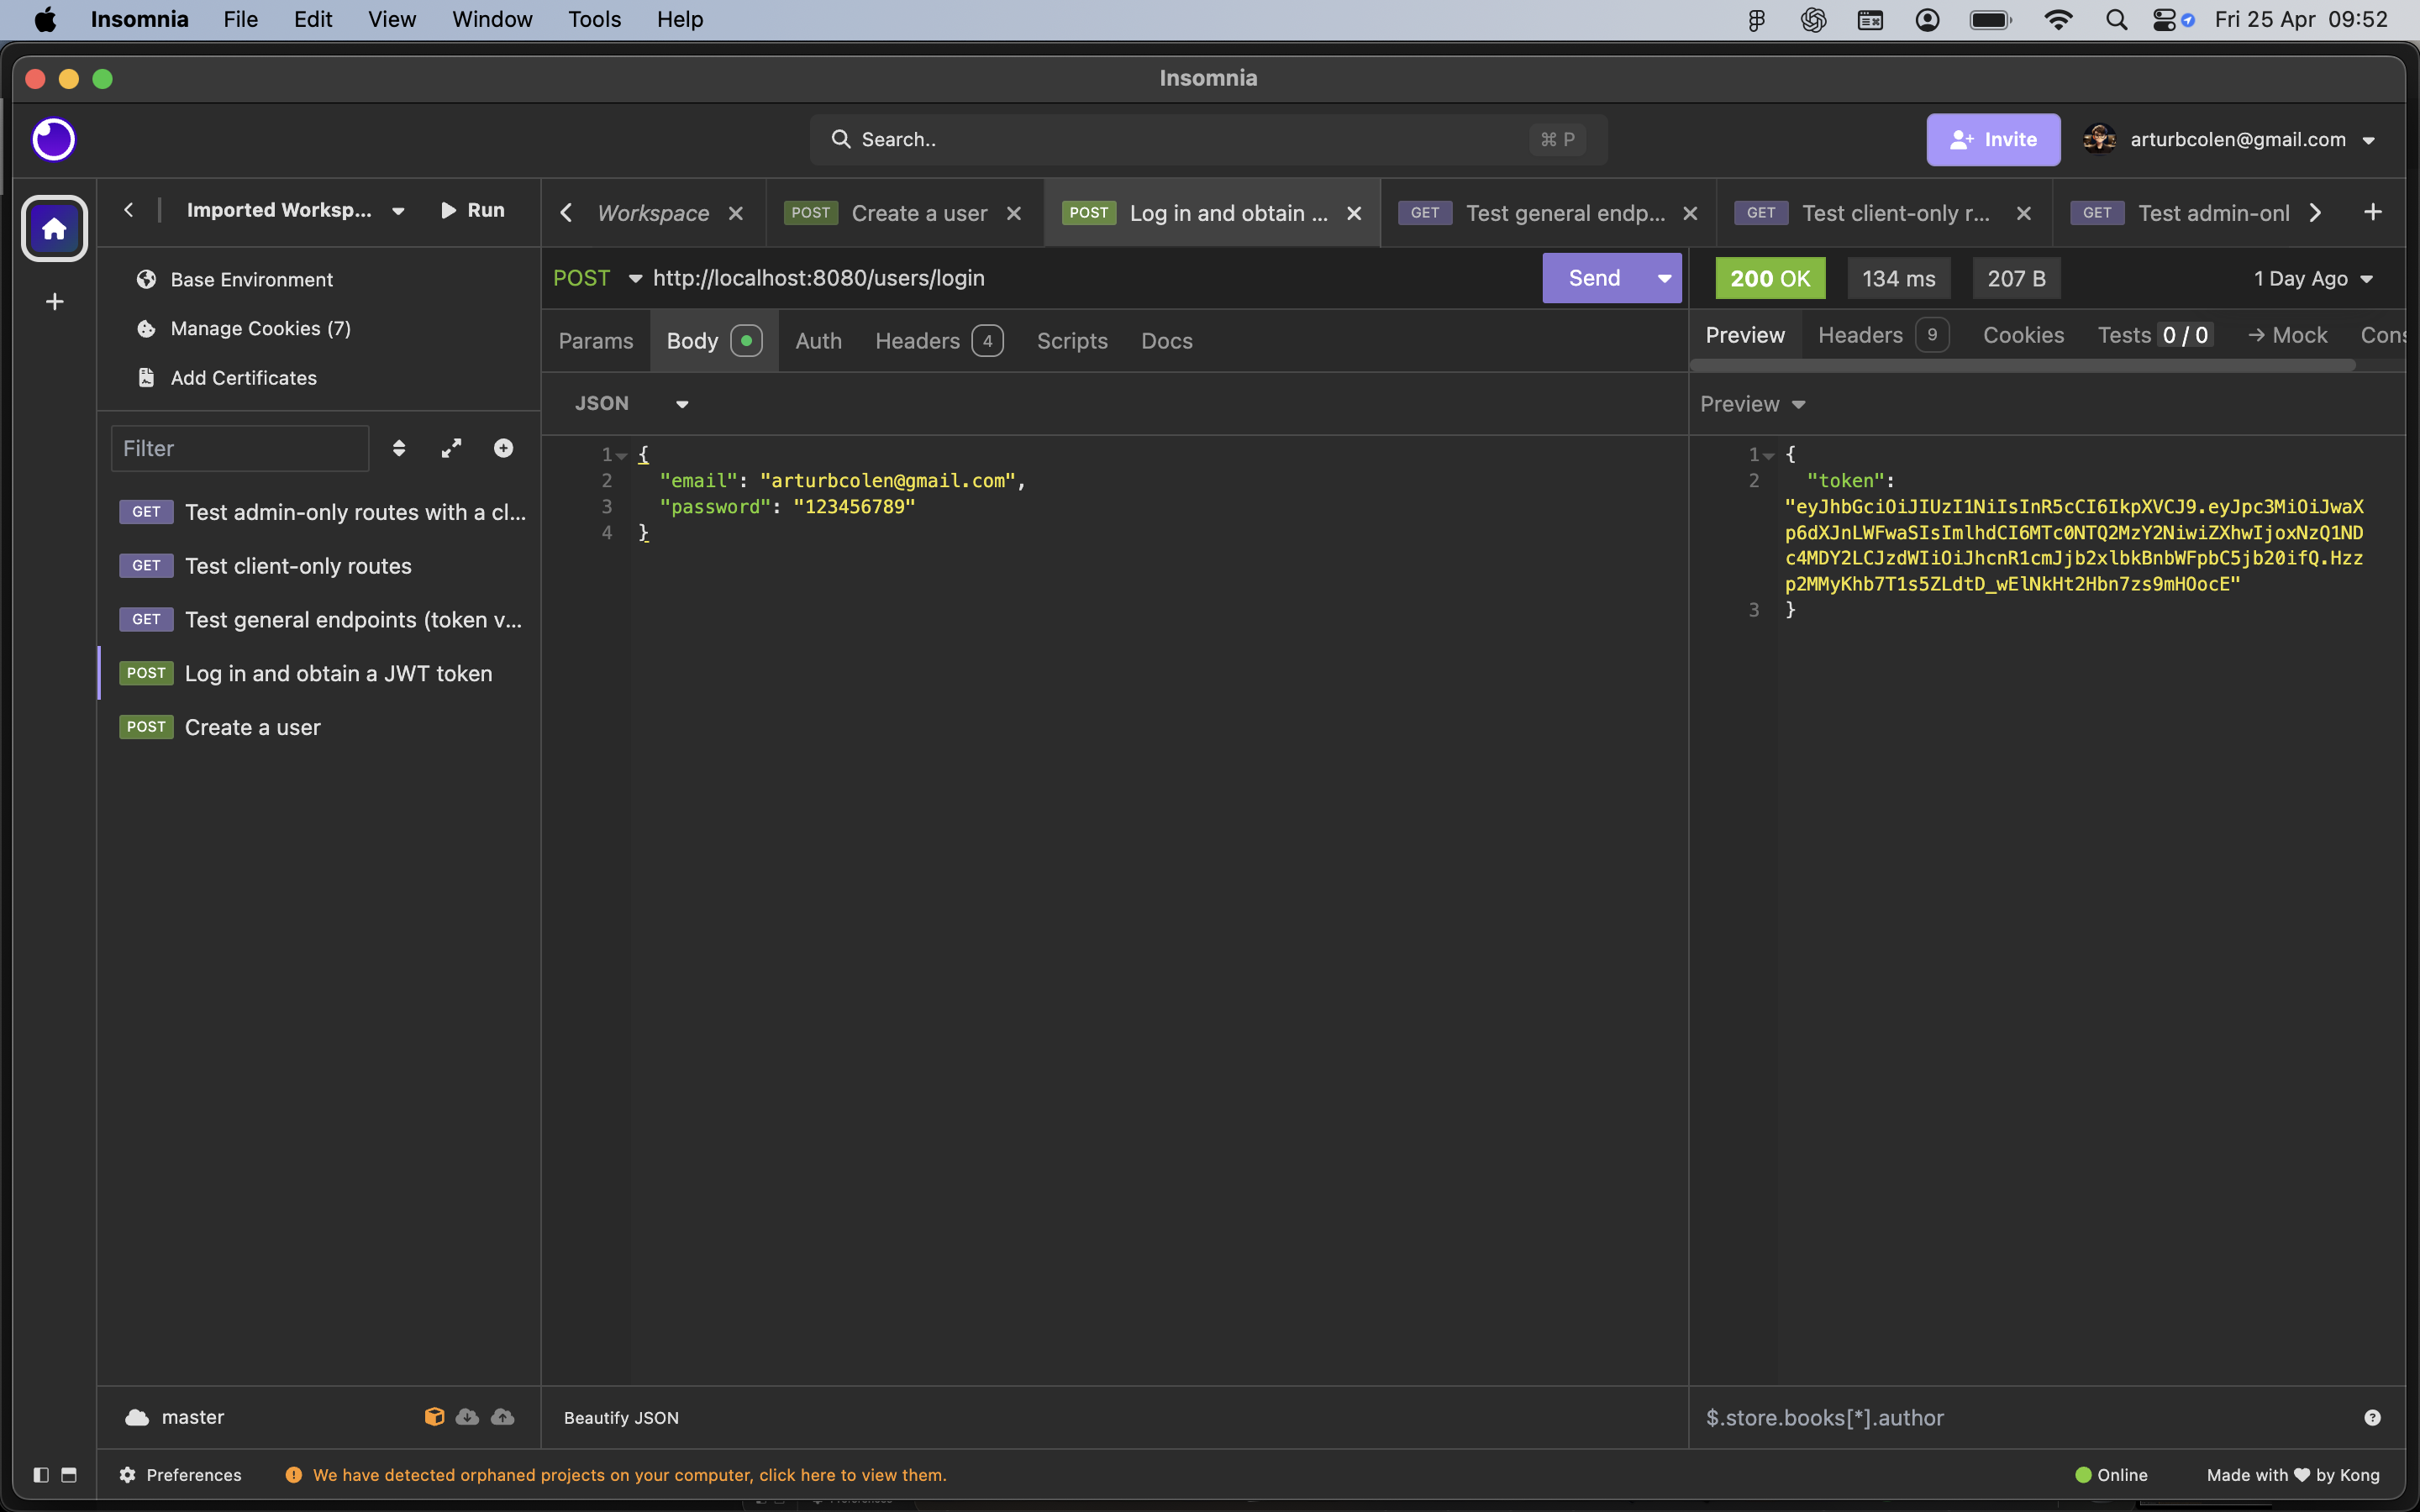 Insomnia File Edit View Window Tools Help Fri 25 Apr 09:52
Insomnia
Search.. ⌘ P Invite arturbcolen@gmail.com
Imported Worksp... Run
Workspace POST Create a user POST Log in and obtain ... GET Test general endp... GET Test client-only r... GET Test admin-onl
Base Environment
Manage Cookies (7)
Add Certificates
Filter
GET Test admin-only routes with a cl...
GET Test client-only routes
GET Test general endpoints (token v...
POST Log in and obtain a JWT token
POST Create a user
POST http://localhost:8080/users/login Send
Params Body Auth Headers 4 Scripts Docs
JSON
1 {
2 "email": "arturbcolen@gmail.com",
3 "password": "123456789"
4 }
200 OK 134 ms 207 B 1 Day Ago
Preview Headers 9 Cookies Tests 0 / 0 → Mock Cons
Preview
1 {
2 "token":
"eyJhbGciOiJIUzI1NiIsInR5cCI6IkpXVCJ9.eyJpc3MiOiJwaX
p6dXJnLWFwaSIsImlhdCI6MTc0NTQ2MzY2NiwiZXhwIjoxNzQ1ND
c4MDY2LCJzdWIiOiJhcnR1cmJjb2xlbkBnbWFpbC5jb20ifQ.Hzz
p2MMyKhb7T1s5ZLdtD_wElNkHt2Hbn7zs9mHOocE"
3 }
master
Beautify JSON
$.store.books[*].author
Preferences We have detected orphaned projects on your computer, click here to view them. Online Made with ♥ by Kong